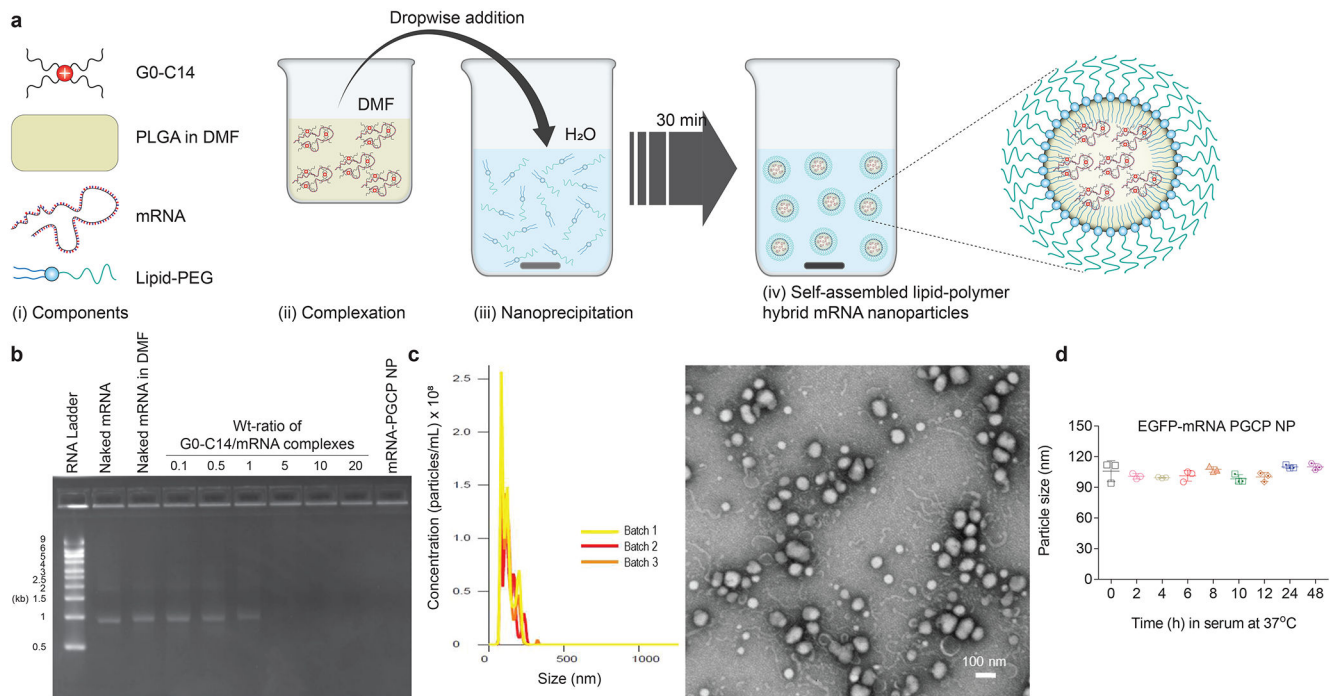 a
Dropwise addition
G0-C14
PLGA in DMF
mRNA
Lipid-PEG
DMF
H₂O
30 min
(i) Components
(ii) Complexation
(iii) Nanoprecipitation
(iv) Self-assembled lipid-polymer
hybrid mRNA nanoparticles
b
RNA Ladder
Naked mRNA
Naked mRNA in DMF
Wt-ratio of
G0-C14/mRNA complexes
0.1 0.5 1 5 10 20
mRNA-PGCP NP
9
6
5
4
3
2.5
2
1.5
(kb)
1
0.5
c
Concentration (particles/mL) x 10⁸
2.5
2.0
1.5
1.0
0.5
0
Batch 1
Batch 2
Batch 3
0 500 1000
Size (nm)
100 nm
d
EGFP-mRNA PGCP NP
Particle size (nm)
150
120
90
60
30
0
0 2 4 6 8 10 12 24 48
Time (h) in serum at 37°C